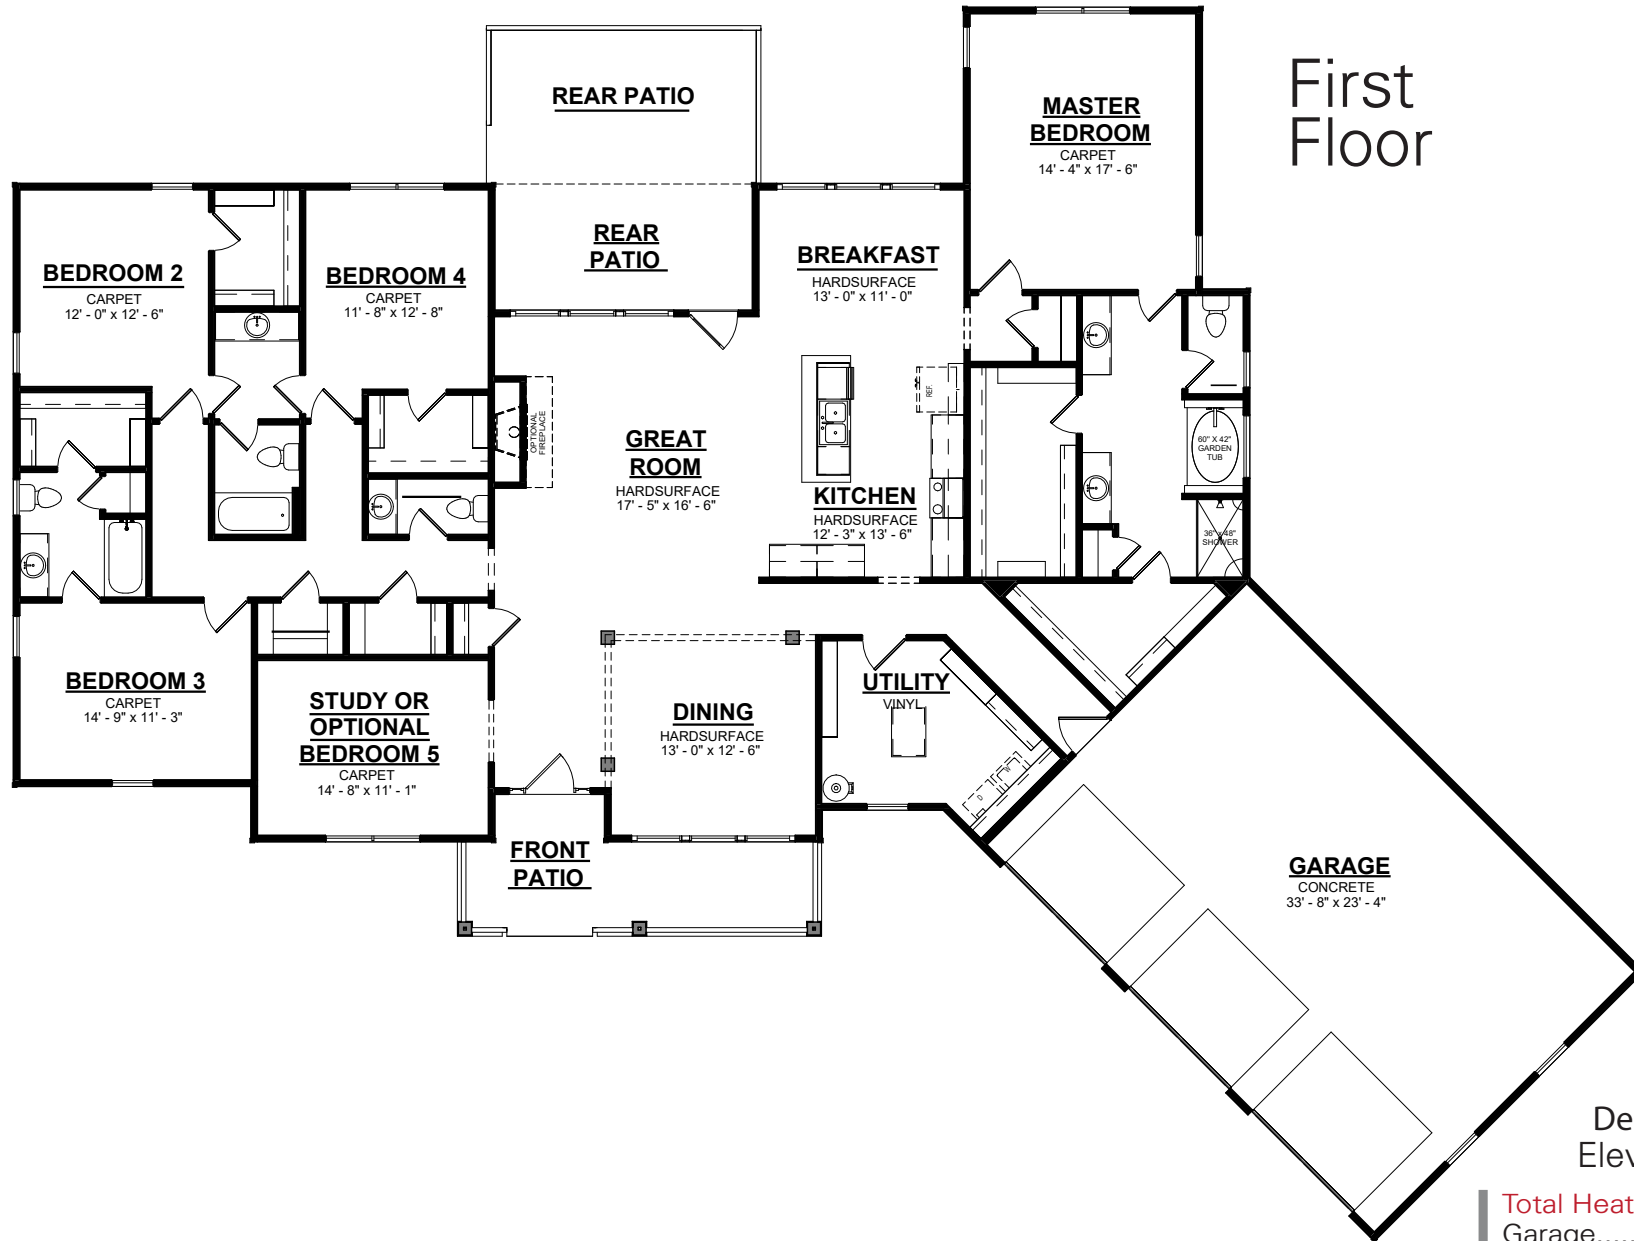 First
Floor
REAR PATIO
MASTER
BEDROOM
CARPET
14' - 4" x 17' - 6"
REAR
PATIO
BREAKFAST
HARDSURFACE
13' - 0" x 11' - 0"
BEDROOM 2
CARPET
12' - 0" x 12' - 6"
BEDROOM 4
CARPET
11' - 8" x 12' - 8"
REF.
OPTIONAL
FIREPLACE
GREAT
ROOM
HARDSURFACE
17' - 5" x 16' - 6"
60" X 42"
GARDEN
TUB
KITCHEN
HARDSURFACE
12' - 3" x 13' - 6"
36" x 48"
SHOWER
BEDROOM 3
CARPET
14' - 9" x 11' - 3"
STUDY OR
OPTIONAL
BEDROOM 5
CARPET
14' - 8" x 11' - 1"
DINING
HARDSURFACE
13' - 0" x 12' - 6"
UTILITY
VINYL
W
D
FRONT
PATIO
GARAGE
CONCRETE
33' - 8" x 23' - 4"
De
Elev
Total Heat
Garage.....